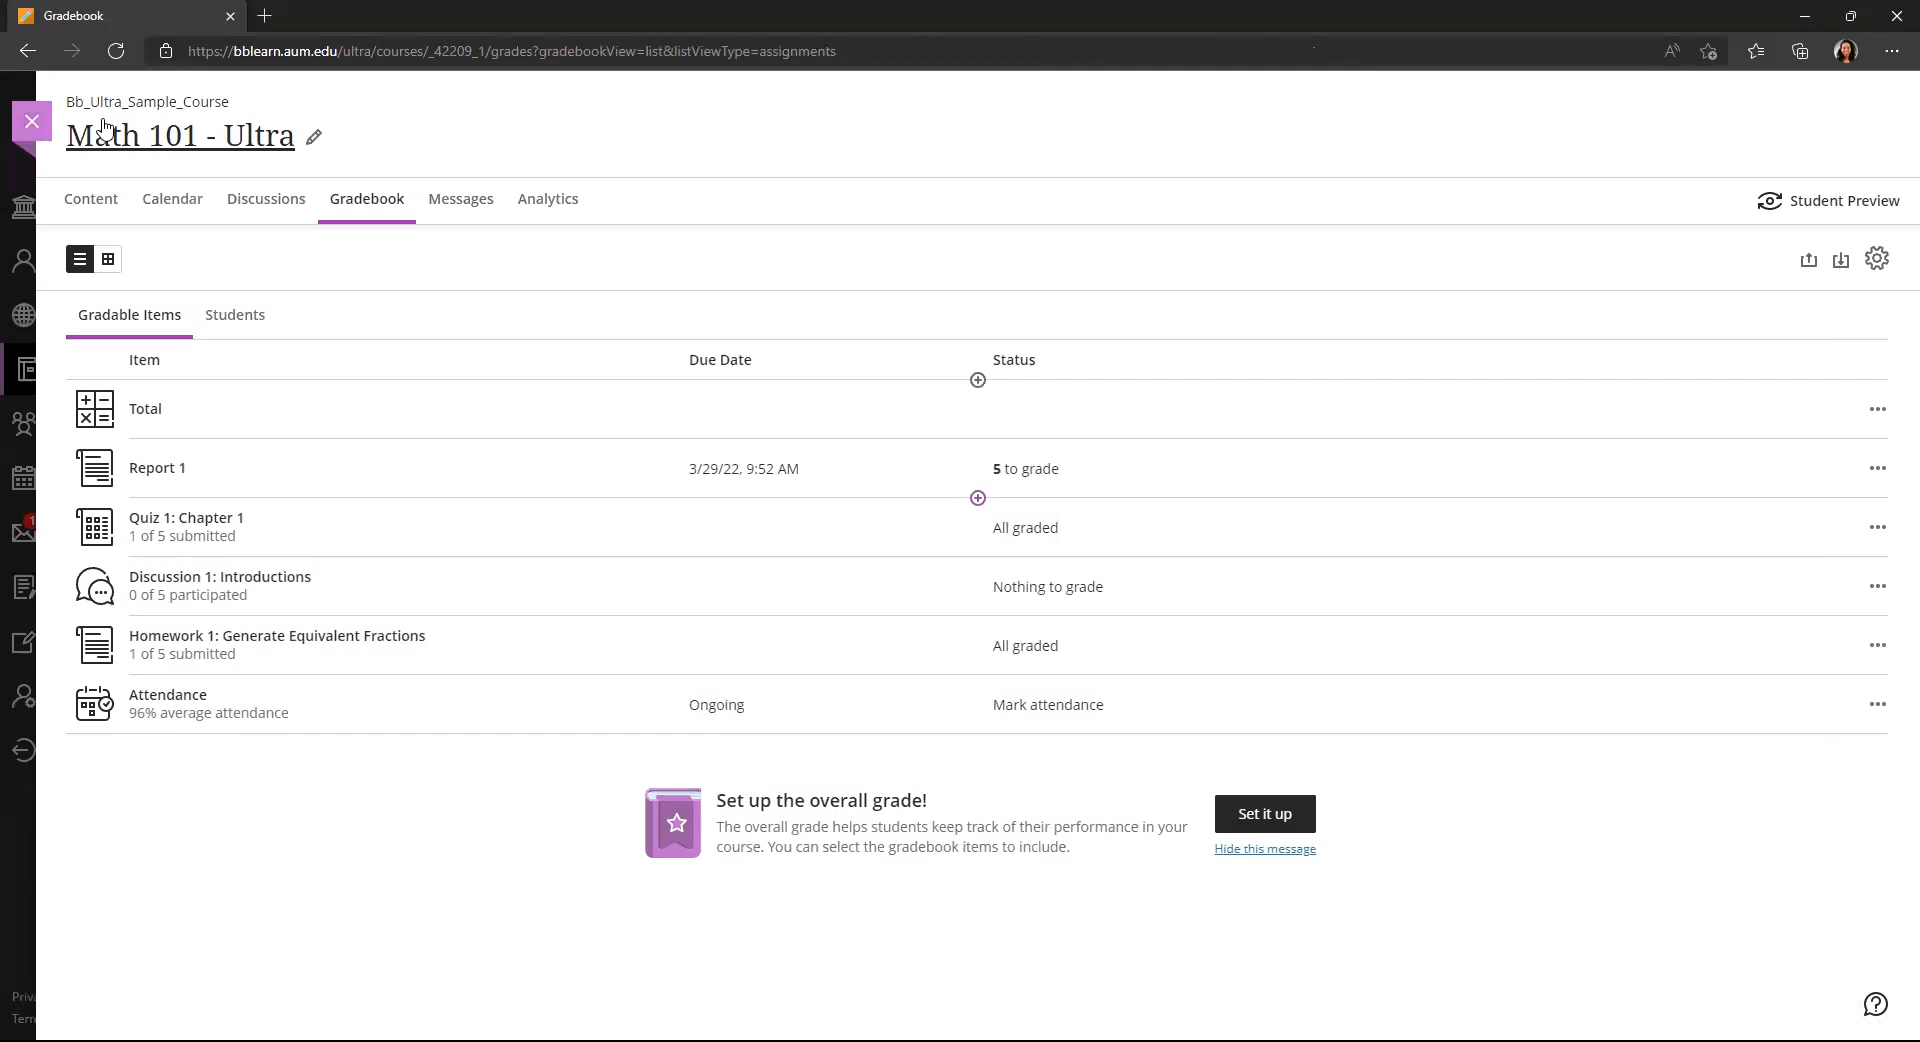 Gradebook
https://bblearn.aum.edu/ultra/courses/_42209_1/grades?gradebookView=list&listViewType=assignments
Bb_Ultra_Sample_Course
Math 101 - Ultra
Content Calendar Discussions Gradebook Messages Analytics Student Preview
Gradable Items Students
Item Due Date Status
Total
Report 1 3/29/22, 9:52 AM 5 to grade
Quiz 1: Chapter 1
1 of 5 submitted
All graded
Discussion 1: Introductions
0 of 5 participated
Nothing to grade
Homework 1: Generate Equivalent Fractions
1 of 5 submitted
All graded
Attendance
96% average attendance
Ongoing Mark attendance
1
Set up the overall grade!
The overall grade helps students keep track of their performance in your
course. You can select the gradebook items to include.
Set it up
Hide this message